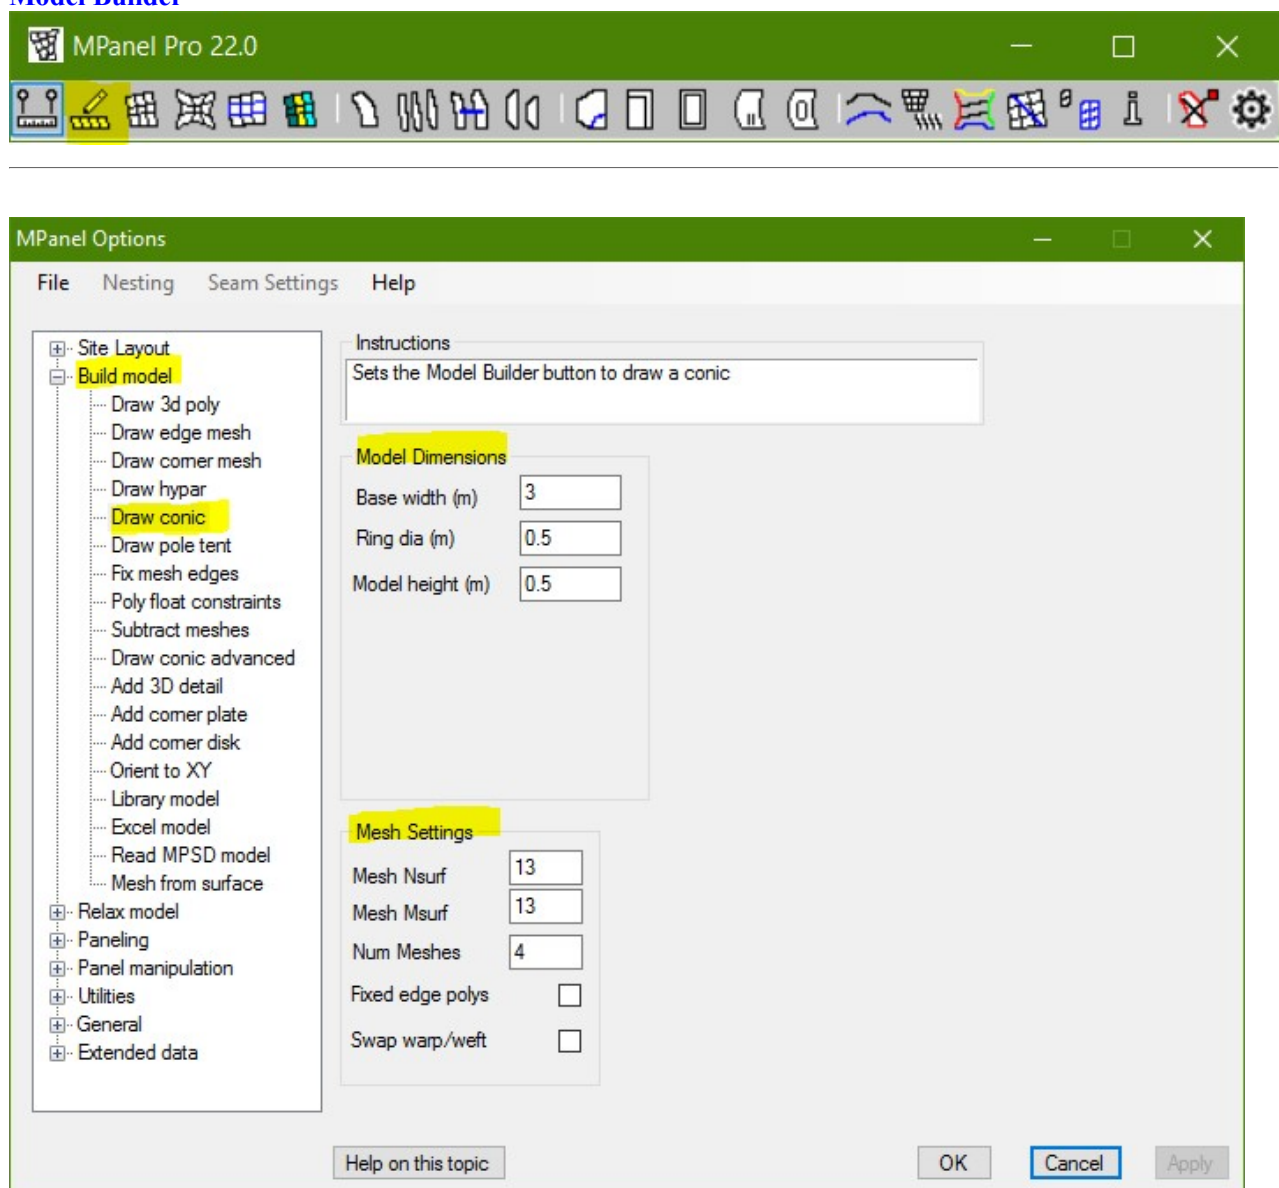 Model Builder
MPanel Pro 22.0
MPanel Options
File Nesting Seam Settings Help
Site Layout
Build model
Draw 3d poly
Draw edge mesh
Draw corner mesh
Draw hypar
Draw conic
Draw pole tent
Fix mesh edges
Poly float constraints
Subtract meshes
Draw conic advanced
Add 3D detail
Add corner plate
Add corner disk
Orient to XY
Library model
Excel model
Read MPSD model
Mesh from surface
Relax model
Paneling
Panel manipulation
Utilities
General
Extended data
Instructions
Sets the Model Builder button to draw a conic
Model Dimensions
Base width (m) 3
Ring dia (m) 0.5
Model height (m) 0.5
Mesh Settings
Mesh Nsurf 13
Mesh Msurf 13
Num Meshes 4
Fixed edge polys
Swap warp/weft
Help on this topic OK Cancel Apply